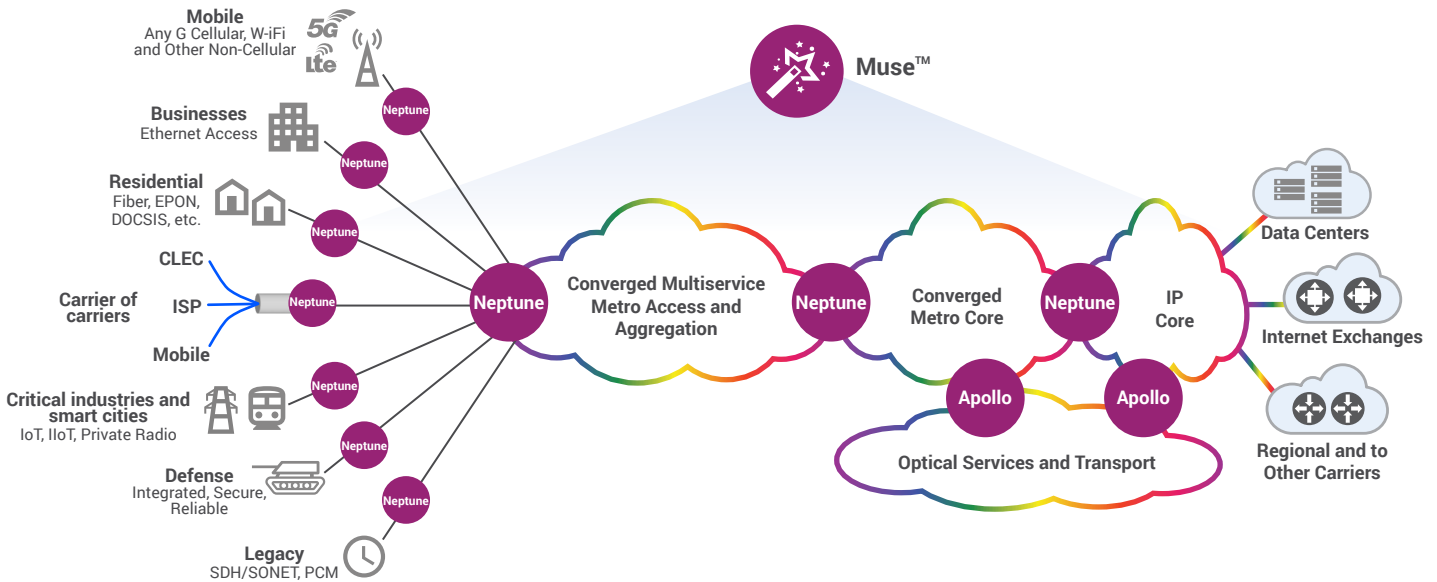 Mobile
Any G Cellular, W-iFi
and Other Non-Cellular
5G
lte
Neptune
Muse™
Businesses
Ethernet Access
Neptune
Residential
Fiber, EPON,
DOCSIS, etc.
Neptune
CLEC
Carrier of
carriers
ISP
Mobile
Neptune
Critical industries and
smart cities
IoT, IIoT, Private Radio
Neptune
Defense
Integrated, Secure,
Reliable
Neptune
Legacy
SDH/SONET, PCM
Neptune
Neptune
Converged Multiservice
Metro Access and
Aggregation
Neptune
Converged
Metro Core
Neptune
IP
Core
Apollo
Apollo
Optical Services and Transport
Data Centers
Internet Exchanges
Regional and to
Other Carriers